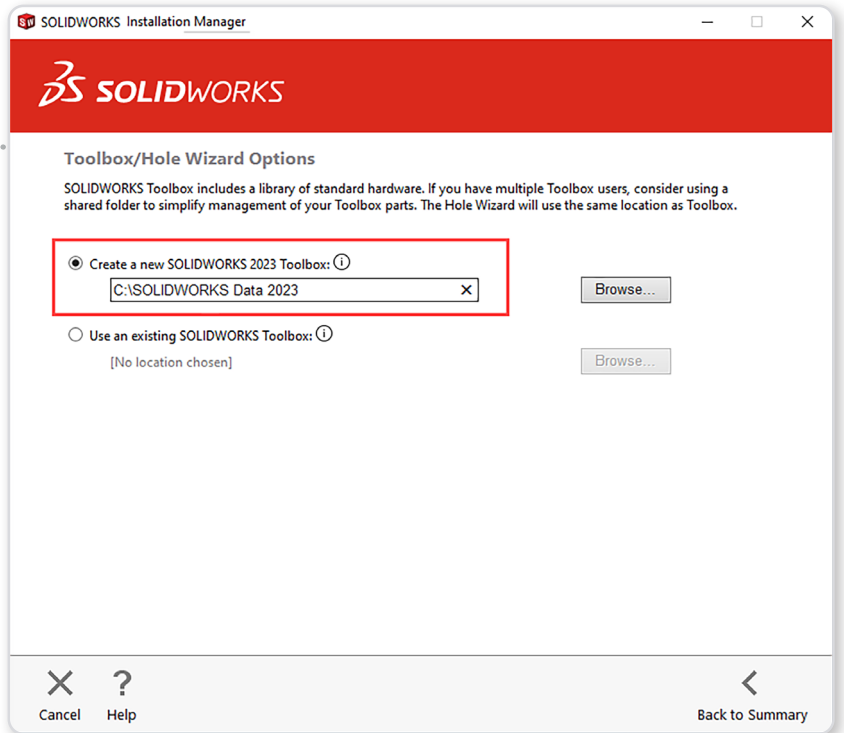 SW SOLIDWORKS Installation Manager
3DS SOLIDWORKS
Toolbox/Hole Wizard Options
SOLIDWORKS Toolbox includes a library of standard hardware. If you have multiple Toolbox users, consider using a
shared folder to simplify management of your Toolbox parts. The Hole Wizard will use the same location as Toolbox.
Create a new SOLIDWORKS 2023 Toolbox:
C:\SOLIDWORKS Data 2023
Browse...
Use an existing SOLIDWORKS Toolbox:
[No location chosen]
Browse...
Cancel
Help
Back to Summary